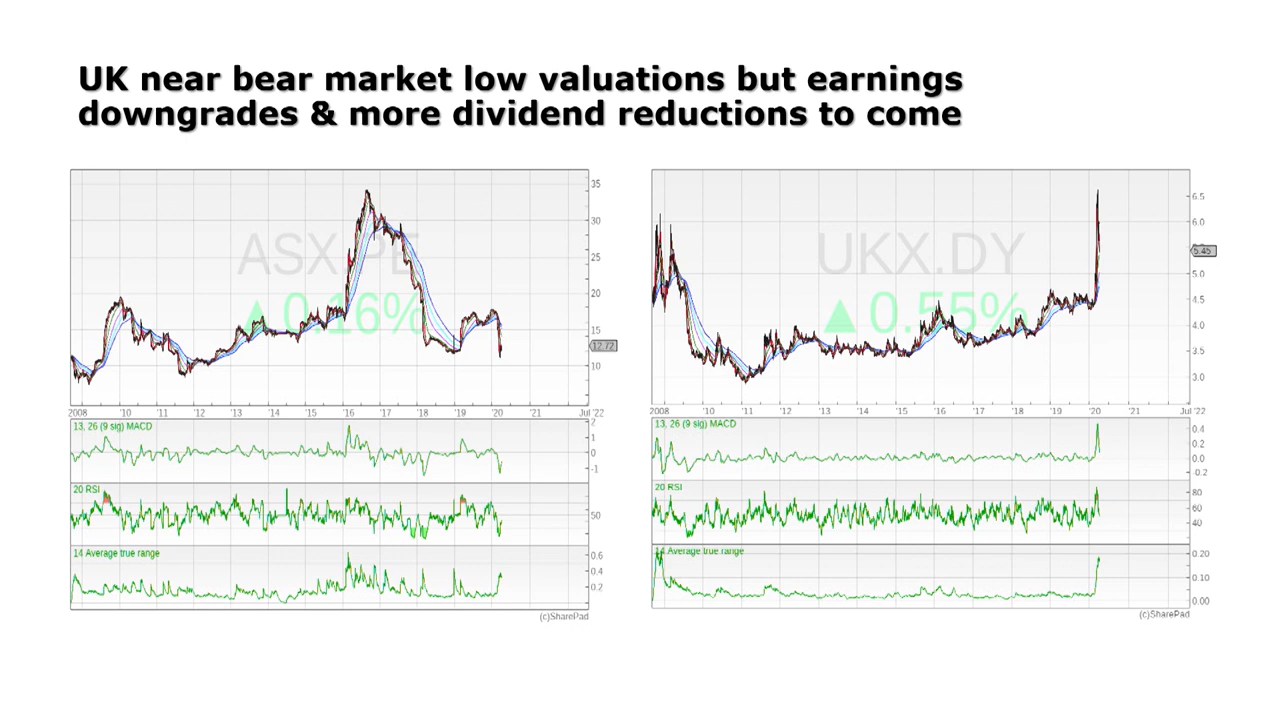 UK near bear market low valuations but earnings
downgrades & more dividend reductions to come
ASX.PE
▲0.16%
35
30
25
20
15
12.72
10
2008 '10 '11 '12 '13 '14 '15 '16 '17 '18 '19 '20 '21 Jul '22
13, 26 (9 sig) MACD
2
1
0
-1
20 RSI
50
14 Average true range
0.6
0.4
0.2
(c)SharePad
UKX.DY
▲0.55%
6.5
6.0
5.45
5.0
4.5
4.0
3.5
3.0
2008 '10 '11 '12 '13 '14 '15 '16 '17 '18 '19 '20 '21 Jul '22
13, 26 (9 sig) MACD
0.4
0.2
0.0
-0.2
20 RSI
80
60
40
14 Average true range
0.20
0.10
0.00
(c)SharePad